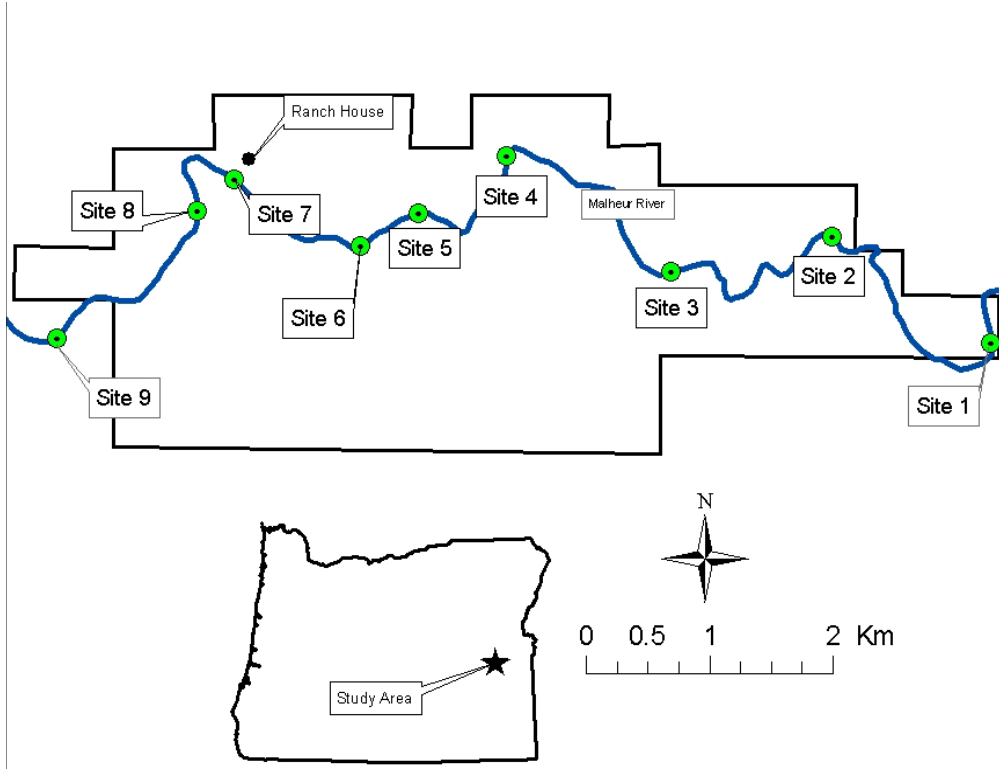 Ranch House
Site 8
Site 7
Site 4
Malheur River
Site 5
Site 2
Site 6
Site 3
Site 9
Site 1
N
0 0.5 1 2 Km
Study Area